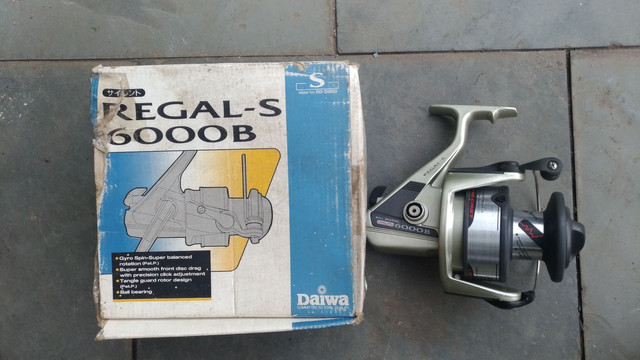 サイレント
REGAL-S
6000B
S
Gyro Spin-Super balanced
rotation (Pat.P.)
Super smooth front disc drag
with precision click adjustment
Tangle guard rotor design
(Pat.P.)
Ball bearing
Daiwa
REGAL-S
6000B